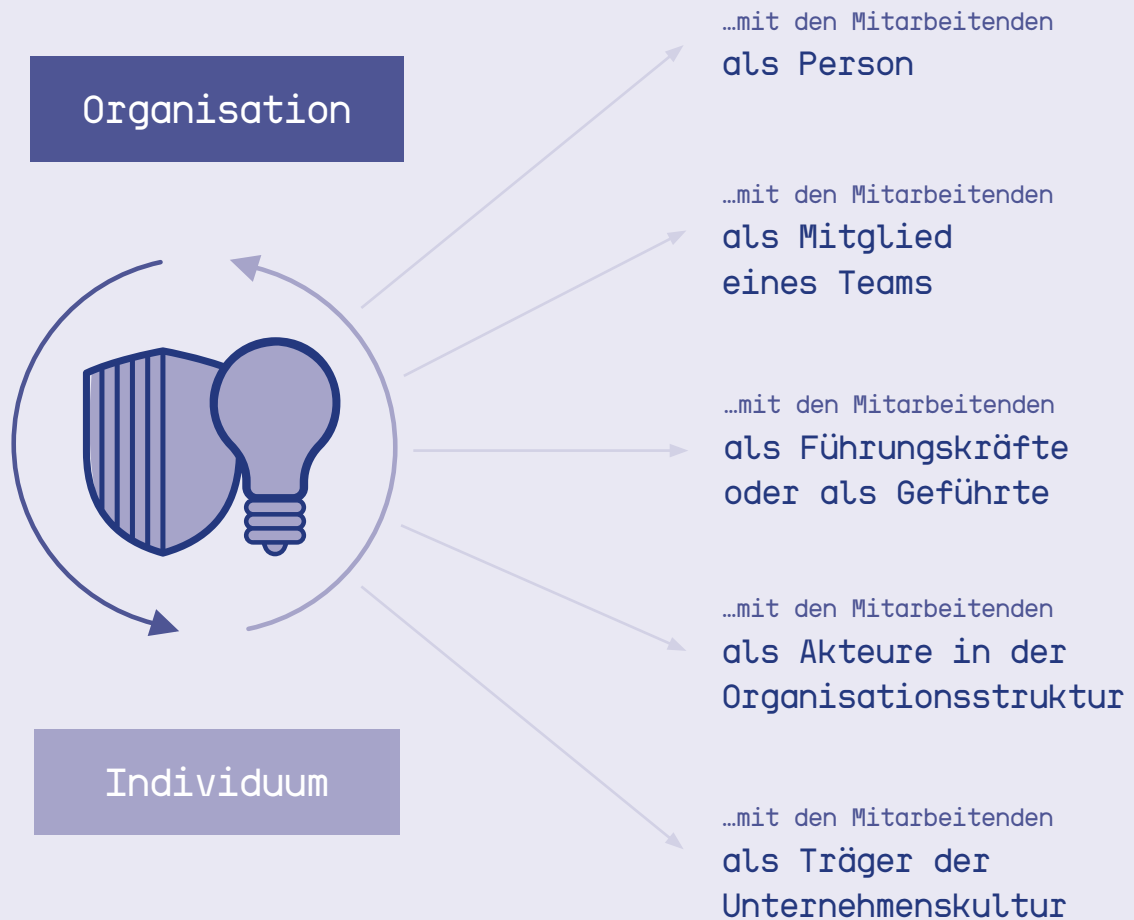 Organisation
Individuum
…mit den Mitarbeitenden
als Person
…mit den Mitarbeitenden
als Mitglied
eines Teams
…mit den Mitarbeitenden
als Führungskräfte
oder als Geführte
…mit den Mitarbeitenden
als Akteure in der
Organisationsstruktur
…mit den Mitarbeitenden
als Träger der
Unternehmenskultur